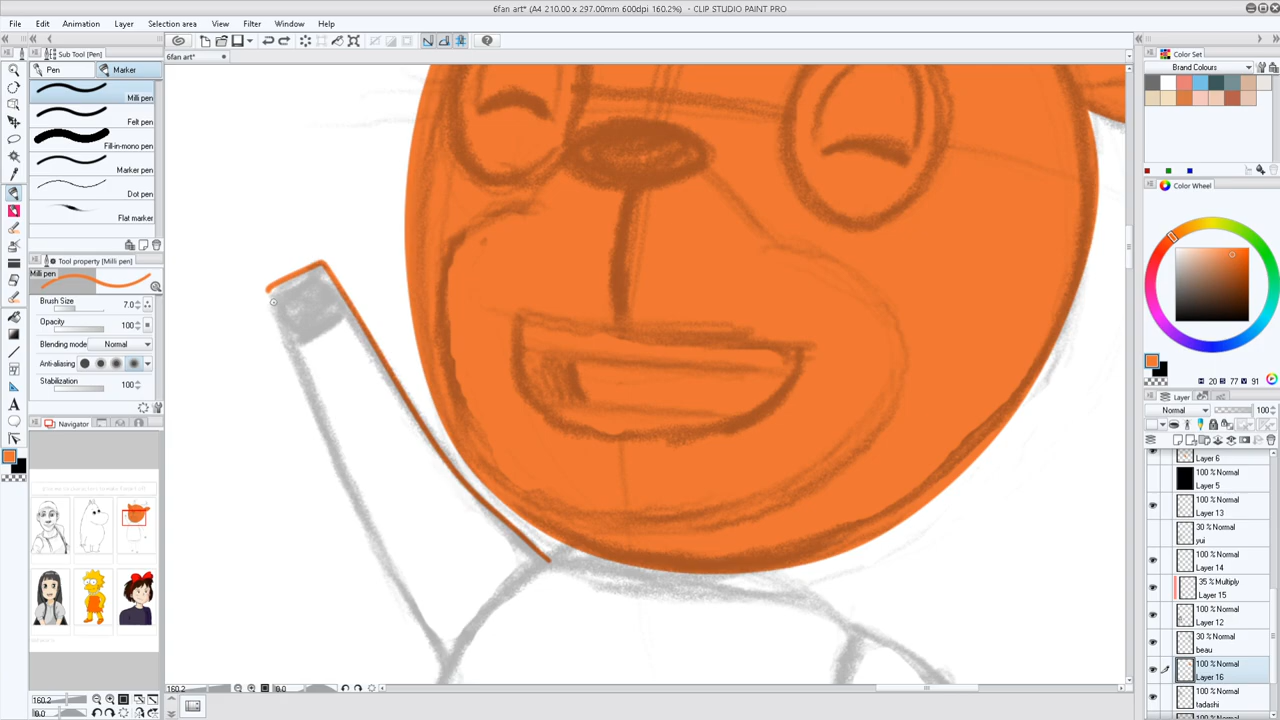 6fan art* (A4 210.00 x 297.00mm 600dpi 160.2%) - CLIP STUDIO PAINT PRO
File Edit Animation Layer Selection area View Filter Window Help
Sub Tool [Pen]
6fan art*
Pen Marker
Milli pen
Felt pen
Fill-in-mono pen
Marker pen
Dot pen
Flat marker
Tool property [Milli pen]
Milli pen
Brush Size 7.0
Opacity 100
Blending mode Normal
Anti-aliasing
Stabilization 100
Navigator
160.2
0.0
160.2 0.0
Color Set
Brand Colours
Color Wheel
H 20 S 77 V 91
Layer
Normal 100
Layer 6
100 % Normal
Layer 5
100 % Normal
Layer 13
30 % Normal
yui
100 % Normal
Layer 14
35 % Multiply
Layer 15
100 % Normal
Layer 12
30 % Normal
beau
100 % Normal
Layer 16
100 % Normal
tadashi
100 % Normal